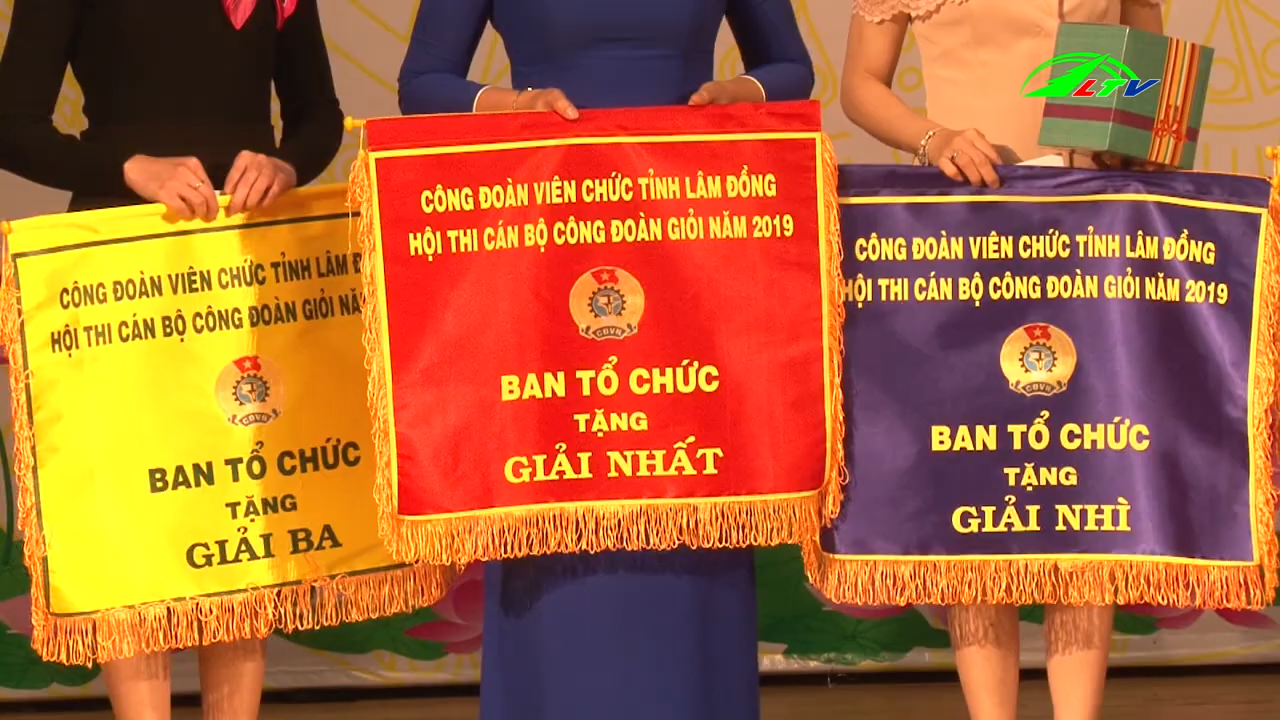 LTV
CÔNG ĐOÀN VIÊN CHỨC TỈNH LÂM
HỘI THI CÁN BỘ CÔNG ĐOÀN GIỎI
CĐVN
BAN TỔ CHỨC
TẶNG
GIẢI BA
CÔNG ĐOÀN VIÊN CHỨC TỈNH LÂM ĐỒNG
HỘI THI CÁN BỘ CÔNG ĐOÀN GIỎI NĂM 2019
CĐVN
BAN TỔ CHỨC
TẶNG
GIẢI NHẤT
CÔNG ĐOÀN VIÊN CHỨC TỈNH LÂM ĐỒNG
HỘI THI CÁN BỘ CÔNG ĐOÀN GIỎI NĂM 2019
CĐVN
BAN TỔ CHỨC
TẶNG
GIẢI NHÌ